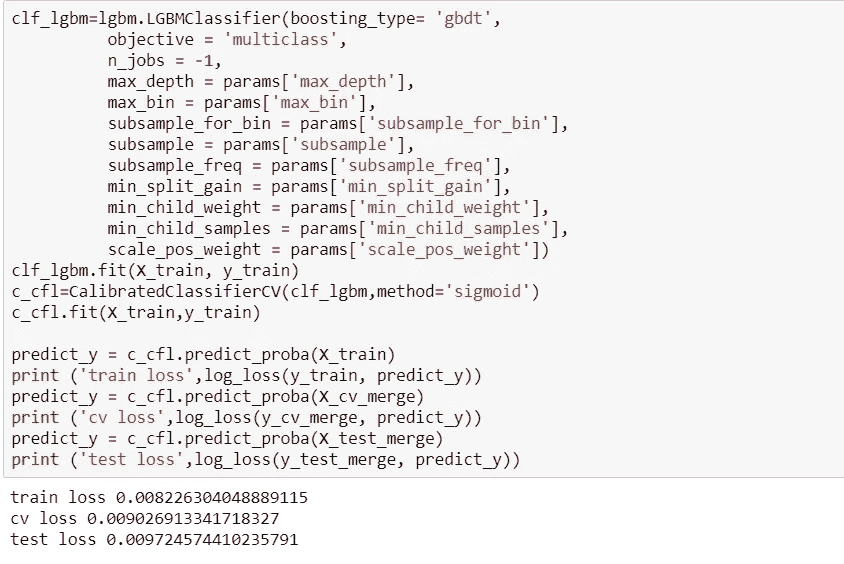 clf_lgbm=lgbm.LGBMClassifier(boosting_type= 'gbdt',
objective = 'multiclass',
n_jobs = -1,
max_depth = params['max_depth'],
max_bin = params['max_bin'],
subsample_for_bin = params['subsample_for_bin'],
subsample = params['subsample'],
subsample_freq = params['subsample_freq'],
min_split_gain = params['min_split_gain'],
min_child_weight = params['min_child_weight'],
min_child_samples = params['min_child_samples'],
scale_pos_weight = params['scale_pos_weight'])
clf_lgbm.fit(X_train, y_train)
c_cfl=CalibratedClassifierCV(clf_lgbm,method='sigmoid')
c_cfl.fit(X_train,y_train)
predict_y = c_cfl.predict_proba(X_train)
print ('train loss',log_loss(y_train, predict_y))
predict_y = c_cfl.predict_proba(X_cv_merge)
print ('cv loss',log_loss(y_cv_merge, predict_y))
predict_y = c_cfl.predict_proba(X_test_merge)
print ('test loss',log_loss(y_test_merge, predict_y))
train loss 0.008226304048889115
cv loss 0.009026913341718327
test loss 0.009724574410235791